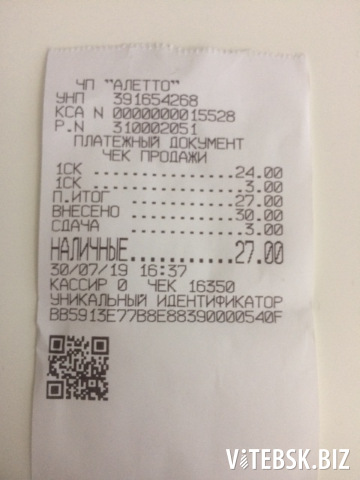 ЧП "АЛЕТТО"
УНП 391654268
КСА N 0000000015528
Р.N 310002051
ПЛАТЕЖНЫЙ ДОКУМЕНТ
ЧЕК ПРОДАЖИ
1СК ...............24.00
1СК ................3.00
П.ИТОГ ............27.00
ВНЕСЕНО ...........30.00
СДАЧА ..............3.00
НАЛИЧНЫЕ...........27.00
30/07/19 16:37
КАССИР 0 ЧЕК 16350
УНИКАЛЬНЫЙ ИДЕНТИФИКАТОР
BB5913E77B8E88390000540F
VITEBSK.BIZ